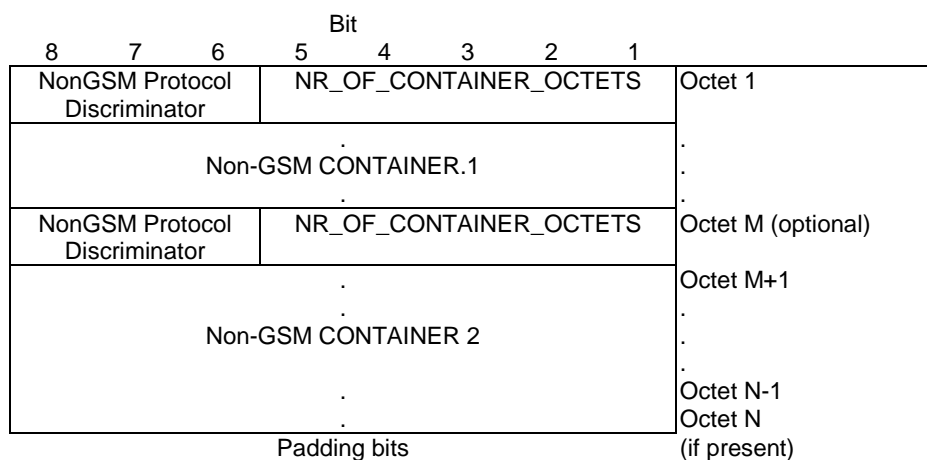 Bit
8 7 6 5 4 3 2 1
NonGSM Protocol Discriminator NR_OF_CONTAINER_OCTETS Octet 1
. .
Non-GSM CONTAINER.1 .
. .
NonGSM Protocol Discriminator NR_OF_CONTAINER_OCTETS Octet M (optional)
. Octet M+1
. .
Non-GSM CONTAINER 2 .
.
. Octet N-1
. Octet N
Padding bits (if present)